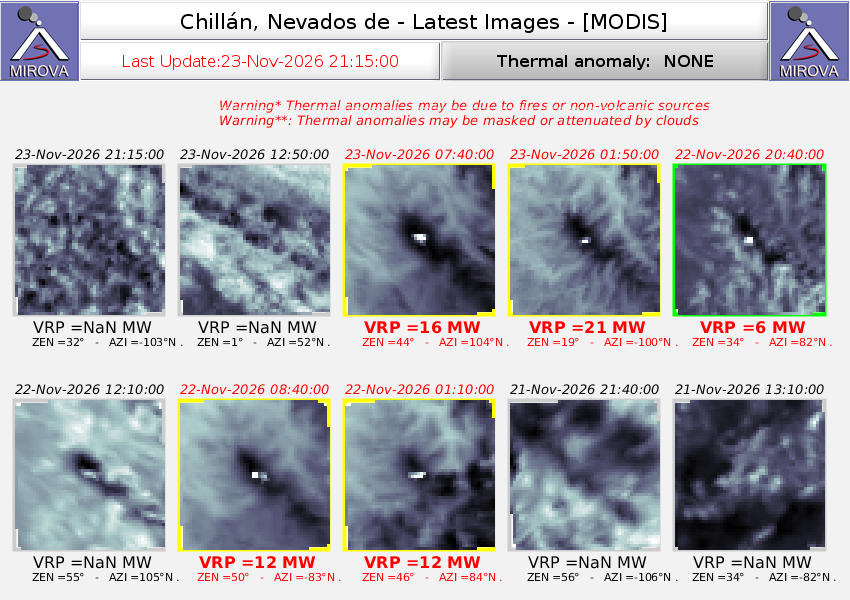 Chillán, Nevados de - Latest Images - [MODIS]
MIROVA
Last Update:23-Nov-2026 21:15:00
Thermal anomaly: NONE
MIROVA
Warning* Thermal anomalies may be due to fires or non-volcanic sources
Warning**: Thermal anomalies may be masked or attenuated by clouds
23-Nov-2026 21:15:00
23-Nov-2026 12:50:00
23-Nov-2026 07:40:00
23-Nov-2026 01:50:00
22-Nov-2026 20:40:00
VRP =NaN MW
VRP =NaN MW
VRP =16 MW
VRP =21 MW
VRP =6 MW
ZEN =32° - AZI =-103°N .
ZEN =1° - AZI =52°N .
ZEN =44° - AZI =104°N .
ZEN =19° - AZI =-100°N .
ZEN =34° - AZI =82°N .
22-Nov-2026 12:10:00
22-Nov-2026 08:40:00
22-Nov-2026 01:10:00
21-Nov-2026 21:40:00
21-Nov-2026 13:10:00
VRP =NaN MW
VRP =12 MW
VRP =12 MW
VRP =NaN MW
VRP =NaN MW
ZEN =55° - AZI =105°N .
ZEN =50° - AZI =-83°N .
ZEN =46° - AZI =84°N .
ZEN =56° - AZI =-106°N .
ZEN =34° - AZI =-82°N .